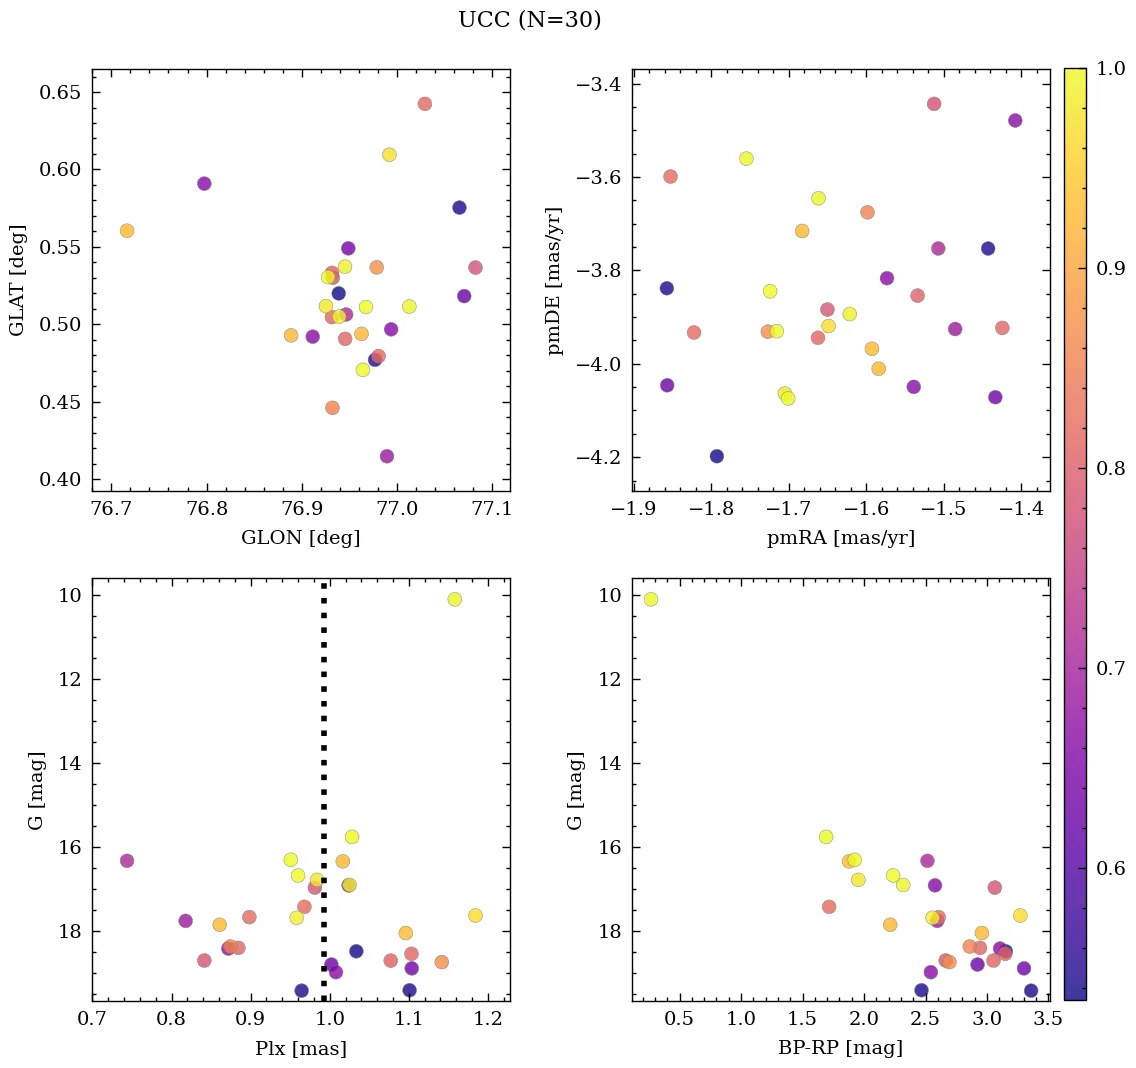 UCC (N=30)
0.65
0.60
0.55
0.50
0.45
0.40
GLAT [deg]
76.7 76.8 76.9 77.0 77.1
GLON [deg]
−3.4
−3.6
−3.8
−4.0
−4.2
pmDE [mas/yr]
−1.9 −1.8 −1.7 −1.6 −1.5 −1.4
pmRA [mas/yr]
10
12
14
16
18
G [mag]
0.7 0.8 0.9 1.0 1.1 1.2
Plx [mas]
10
12
14
16
18
G [mag]
0.5 1.0 1.5 2.0 2.5 3.0 3.5
BP-RP [mag]
1.0
0.9
0.8
0.7
0.6